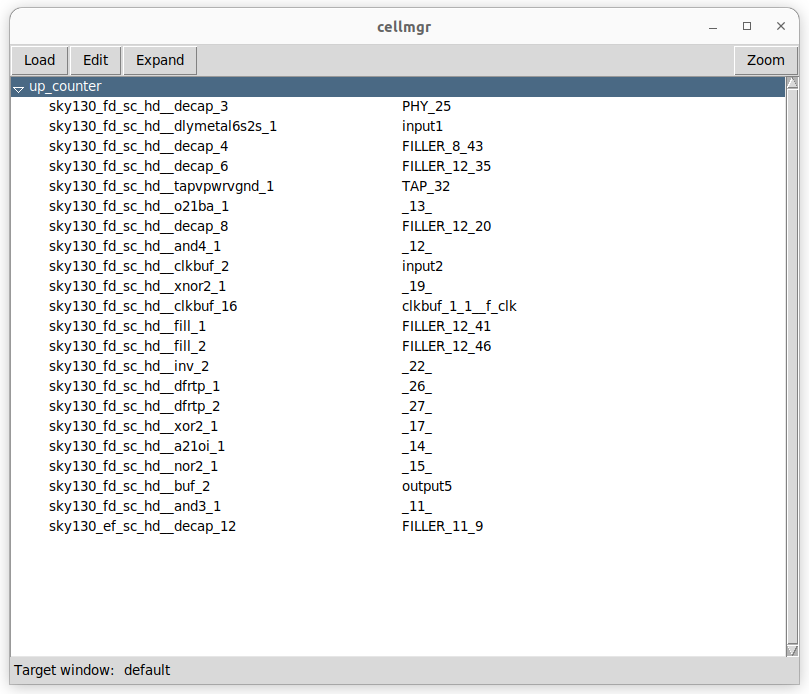 cellmgr
Load Edit Expand Zoom
up_counter
sky130_fd_sc_hd__decap_3 PHY_25
sky130_fd_sc_hd__dlymetal6s2s_1 input1
sky130_fd_sc_hd__decap_4 FILLER_8_43
sky130_fd_sc_hd__decap_6 FILLER_12_35
sky130_fd_sc_hd__tapvpwrvgnd_1 TAP_32
sky130_fd_sc_hd__o21ba_1 _13_
sky130_fd_sc_hd__decap_8 FILLER_12_20
sky130_fd_sc_hd__and4_1 _12_
sky130_fd_sc_hd__clkbuf_2 input2
sky130_fd_sc_hd__xnor2_1 _19_
sky130_fd_sc_hd__clkbuf_16 clkbuf_1_1__f_clk
sky130_fd_sc_hd__fill_1 FILLER_12_41
sky130_fd_sc_hd__fill_2 FILLER_12_46
sky130_fd_sc_hd__inv_2 _22_
sky130_fd_sc_hd__dfrtp_1 _26_
sky130_fd_sc_hd__dfrtp_2 _27_
sky130_fd_sc_hd__xor2_1 _17_
sky130_fd_sc_hd__a21oi_1 _14_
sky130_fd_sc_hd__nor2_1 _15_
sky130_fd_sc_hd__buf_2 output5
sky130_fd_sc_hd__and3_1 _11_
sky130_ef_sc_hd__decap_12 FILLER_11_9
Target window: default